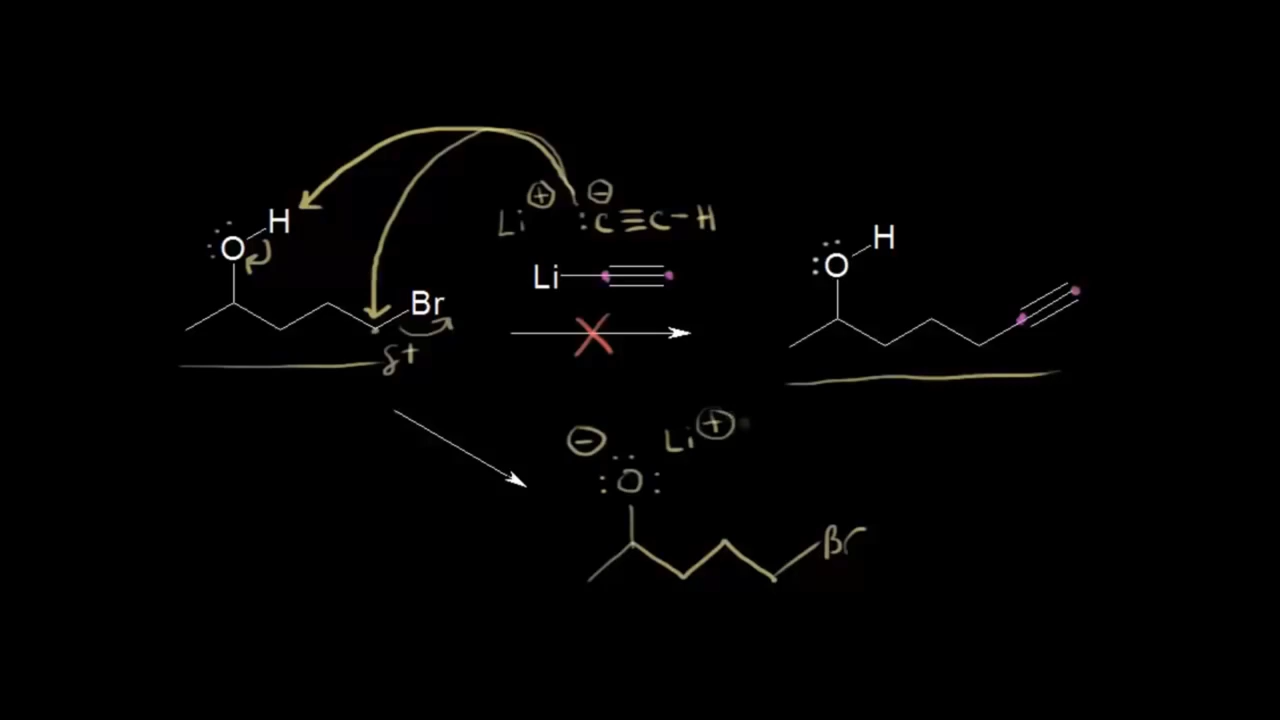 Li ⊕ ⊖
:C≡C-H
H
:O:
Br
Li
δ+
H
:O:
⊖ Li ⊕
:O:
Br